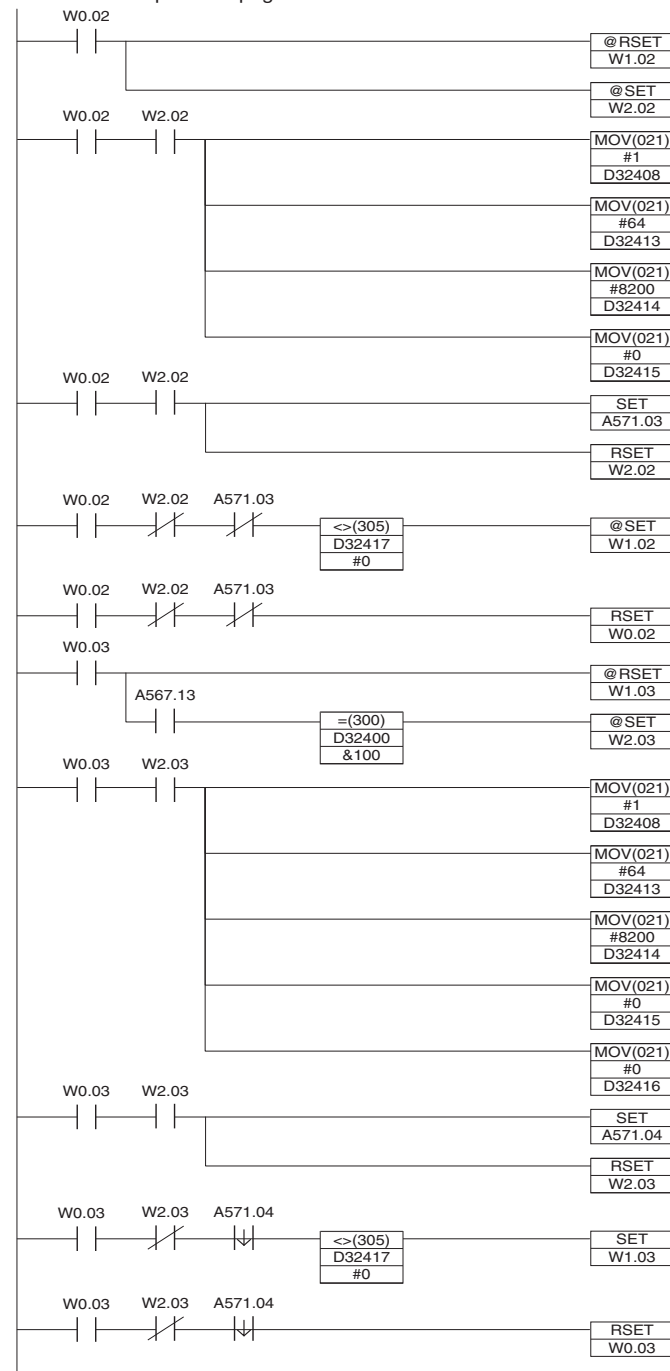 W0.02
@RSET
W1.02
@SET
W2.02
W0.02 W2.02
MOV(021)
#1
D32408
MOV(021)
#64
D32413
MOV(021)
#8200
D32414
MOV(021)
#0
D32415
W0.02 W2.02
SET
A571.03
RSET
W2.02
W0.02 W2.02 A571.03
<>(305) @SET
D32417 W1.02
#0
W0.02 W2.02 A571.03
RSET
W0.02
W0.03
@RSET
W1.03
A567.13
=(300) @SET
D32400 W2.03
&100
W0.03 W2.03
MOV(021)
#1
D32408
MOV(021)
#64
D32413
MOV(021)
#8200
D32414
MOV(021)
#0
D32415
MOV(021)
#0
D32416
W0.03 W2.03
SET
A571.04
RSET
W2.03
W0.03 W2.03 A571.04
<>(305) SET
D32417 W1.03
#0
W0.03 W2.03 A571.04
RSET
W0.03